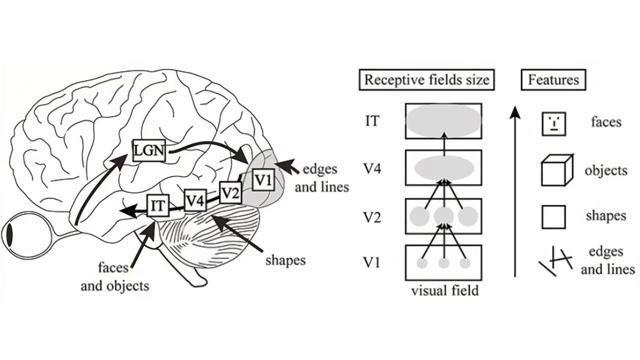 LGN
V1
V2
V4
IT
edges
and lines
shapes
faces
and objects
Receptive fields size
IT
V4
V2
V1
visual field
Features
faces
objects
shapes
edges
and lines